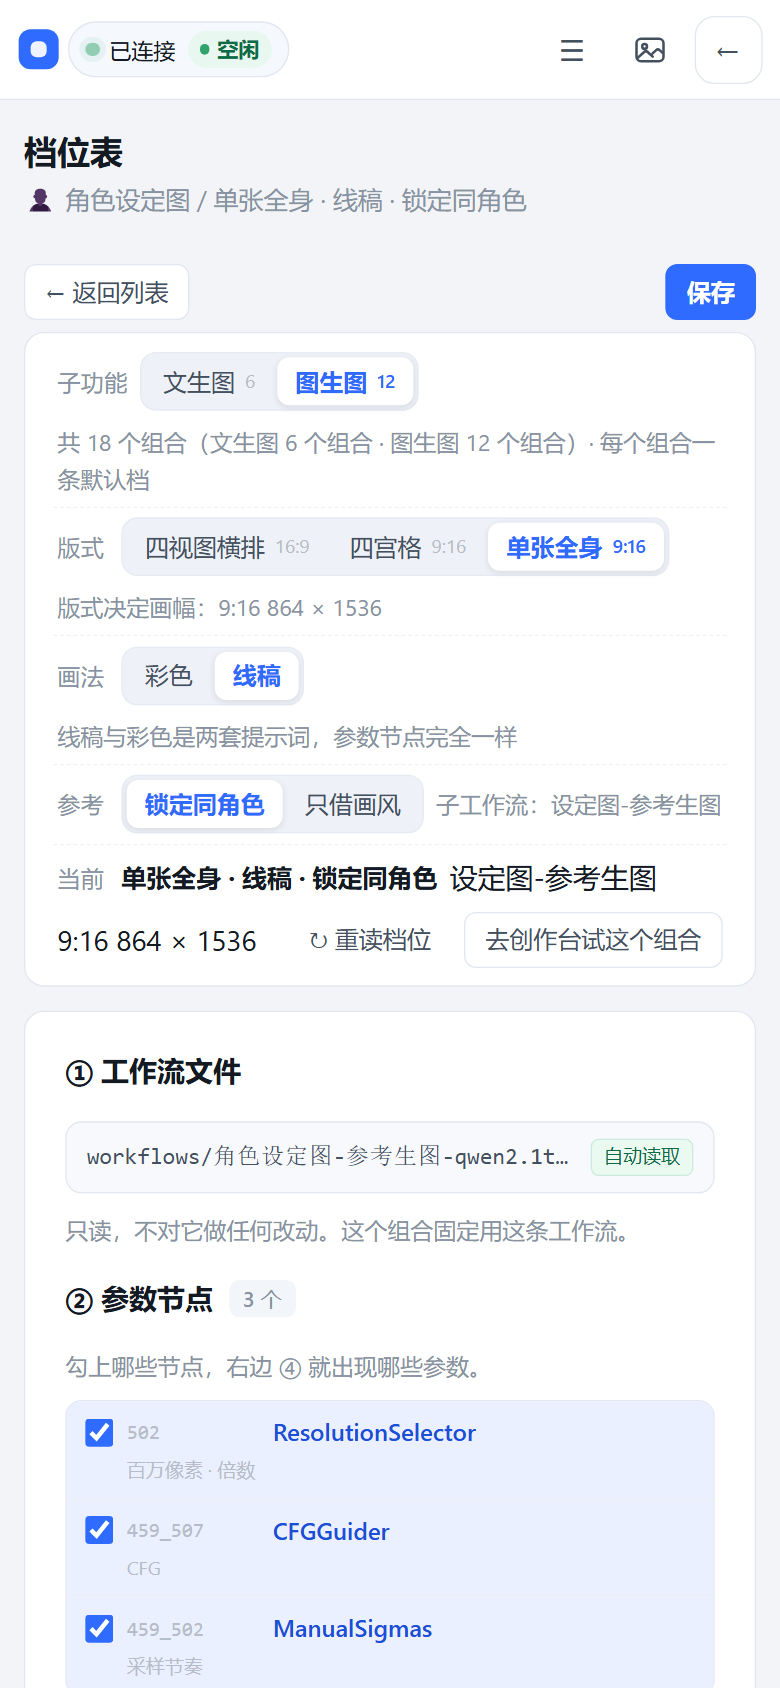 已连接 空闲
☰ ←
档位表
角色设定图 / 单张全身 · 线稿 · 锁定同角色
← 返回列表 保存
子功能 文生图 6 图生图 12
共 18 个组合（文生图 6 个组合 · 图生图 12 个组合）· 每个组合一
条默认档
版式 四视图横排 16:9 四宫格 9:16 单张全身 9:16
版式决定画幅：9:16 864 × 1536
画法 彩色 线稿
线稿与彩色是两套提示词，参数节点完全一样
参考 锁定同角色 只借画风 子工作流：设定图-参考生图
当前 单张全身 · 线稿 · 锁定同角色 设定图-参考生图
9:16 864 × 1536 ↻ 重读档位 去创作台试这个组合
① 工作流文件
workflows/角色设定图-参考生图-qwen2.1t… 自动读取
只读，不对它做任何改动。这个组合固定用这条工作流。
② 参数节点 3 个
勾上哪些节点，右边 ④ 就出现哪些参数。
502 ResolutionSelector
百万像素 · 倍数
459_507 CFGGuider
CFG
459_502 ManualSigmas
采样节奏